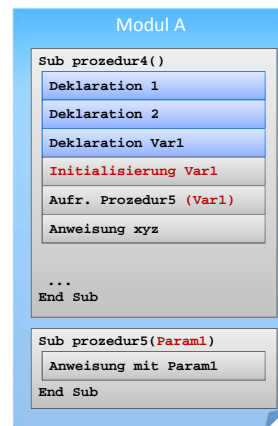 Modul A
Sub prozedur4()
Deklaration 1
Deklaration 2
Deklaration Var1
Initialisierung Var1
Aufr. Prozedur5 (Var1)
Anweisung xyz
...
End Sub
Sub prozedur5(Param1)
Anweisung mit Param1
End Sub